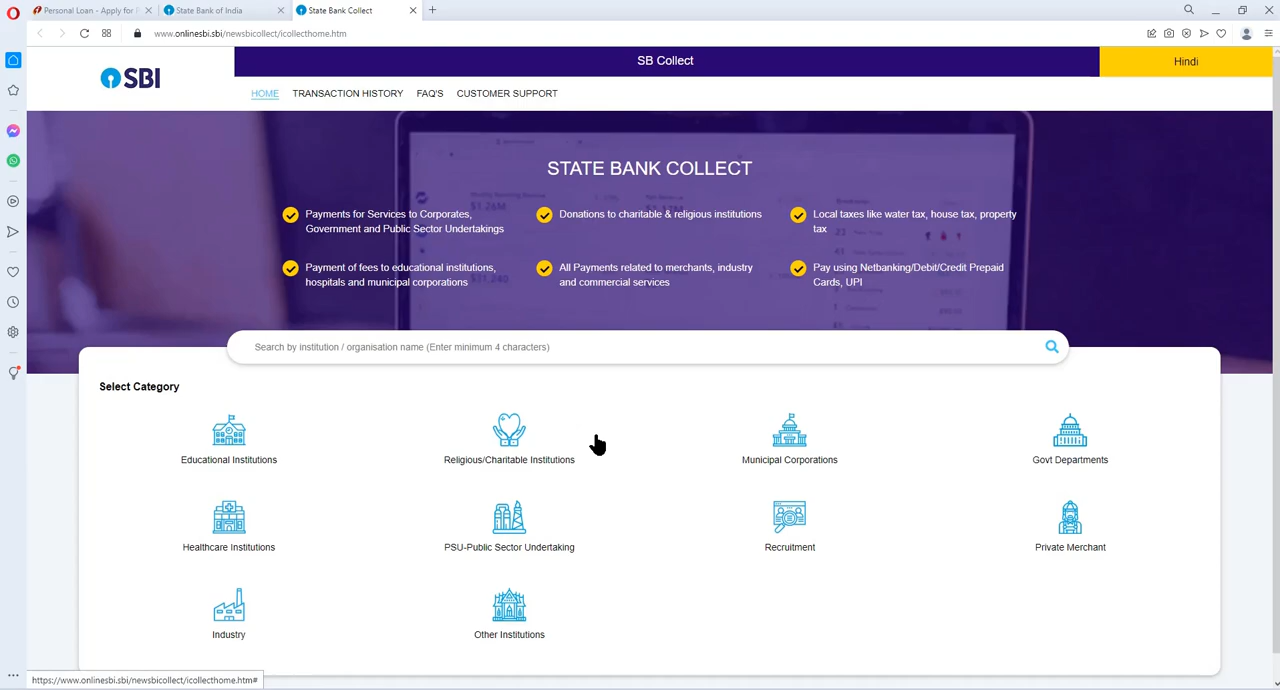 Personal Loan - Apply for
State Bank of India
State Bank Collect
www.onlinesbi.sbi/newsbicollect/icollecthome.htm
SBI
SB Collect
Hindi
HOME TRANSACTION HISTORY FAQ'S CUSTOMER SUPPORT
STATE BANK COLLECT
Payments for Services to Corporates,
Government and Public Sector Undertakings
Donations to charitable & religious institutions
Local taxes like water tax, house tax, property
tax
Payment of fees to educational institutions,
hospitals and municipal corporations
All Payments related to merchants, industry
and commercial services
Pay using Netbanking/Debit/Credit Prepaid
Cards, UPI
Search by institution / organisation name (Enter minimum 4 characters)
Select Category
Educational Institutions
Religious/Charitable Institutions
Municipal Corporations
Govt Departments
Healthcare Institutions
PSU-Public Sector Undertaking
Recruitment
Private Merchant
Industry
Other Institutions
https://www.onlinesbi.sbi/newsbicollect/icollecthome.htm#